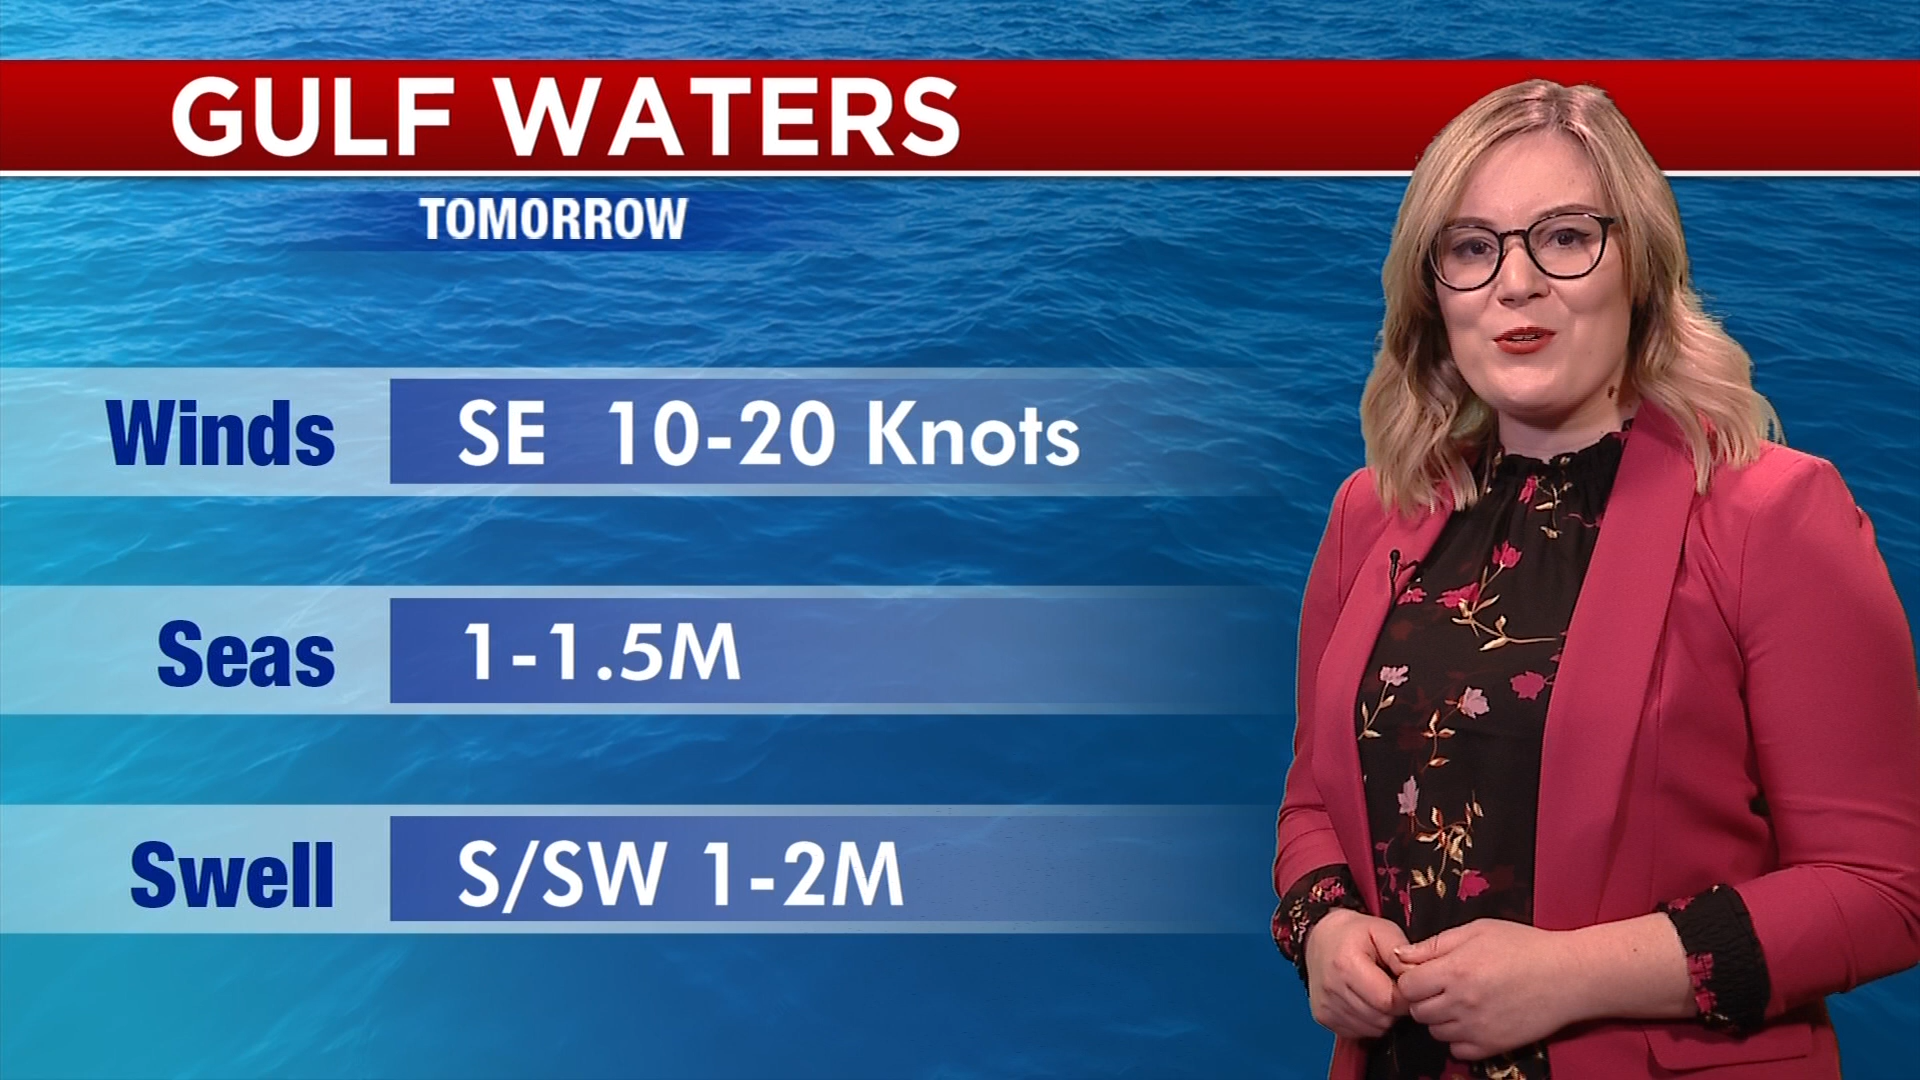 GULF WATERS
TOMORROW
Winds SE 10-20 Knots
Seas 1-1.5M
Swell S/SW 1-2M